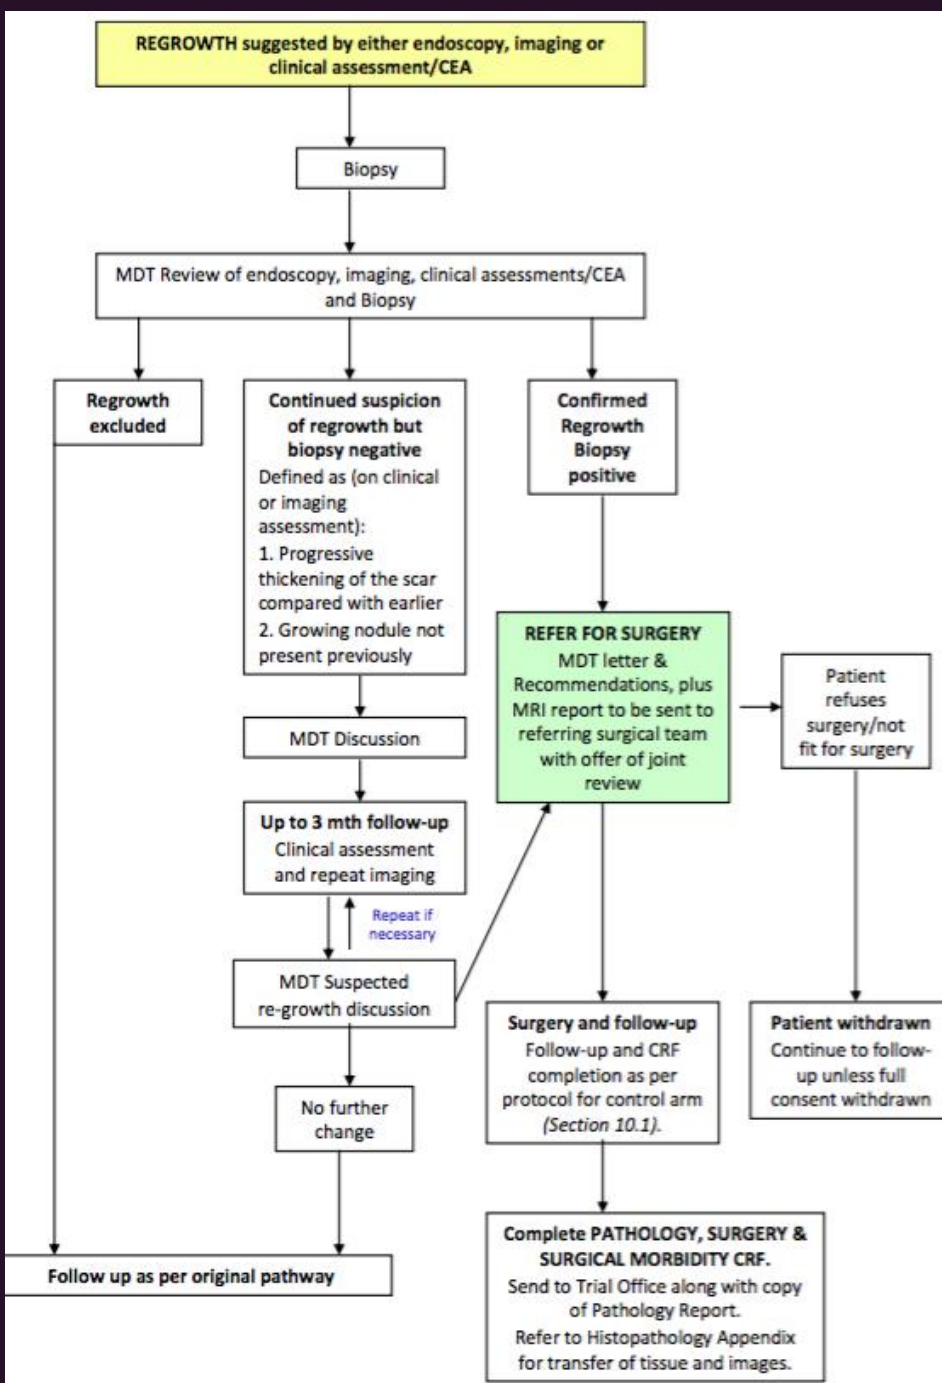 REGROWTH suggested by either endoscopy, imaging or
clinical assessment/CEA
Biopsy
MDT Review of endoscopy, imaging, clinical assessments/CEA
and Biopsy
Regrowth
excluded
Continued suspicion
of regrowth but
biopsy negative
Defined as (on clinical
or imaging
assessment):
1. Progressive
thickening of the scar
compared with earlier
2. Growing nodule not
present previously
Confirmed
Regrowth
Biopsy
positive
MDT Discussion
REFER FOR SURGERY
MDT letter &
Recommendations, plus
MRI report to be sent to
referring surgical team
with offer of joint
review
Patient
refuses
surgery/not
fit for surgery
Up to 3 mth follow-up
Clinical assessment
and repeat imaging
Repeat if
necessary
MDT Suspected
re-growth discussion
No further
change
Surgery and follow-up
Follow-up and CRF
completion as per
protocol for control arm
(Section 10.1).
Patient withdrawn
Continue to follow-
up unless full
consent withdrawn
Follow up as per original pathway
Complete PATHOLOGY, SURGERY &
SURGICAL MORBIDITY CRF.
Send to Trial Office along with copy
of Pathology Report.
Refer to Histopathology Appendix
for transfer of tissue and images.